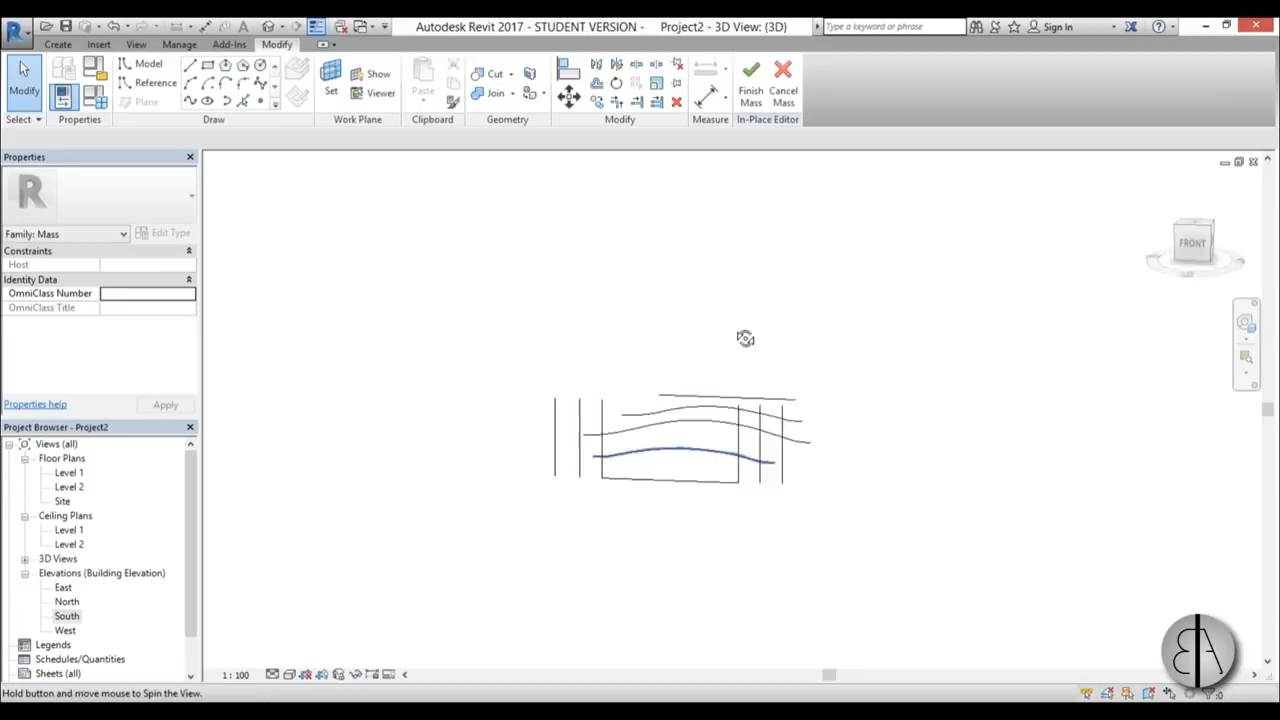 Autodesk Revit 2017 - STUDENT VERSION - Project2 - 3D View: {3D}
Type a keyword or phrase
Sign In
Create Insert View Manage Add-Ins Modify
Modify
Select
Properties
Model
Reference
Plane
Draw
Set
Show
Viewer
Work Plane
Paste
Clipboard
Cut
Join
Geometry
Modify
Measure
Finish Mass
Cancel Mass
In-Place Editor
Properties
R
Family: Mass
Edit Type
Constraints
Host
Identity Data
OmniClass Number
OmniClass Title
Properties help
Apply
Project Browser - Project2
Views (all)
Floor Plans
Level 1
Level 2
Site
Ceiling Plans
Level 1
Level 2
3D Views
Elevations (Building Elevation)
East
North
South
West
Legends
Schedules/Quantities
Sheets (all)
FRONT
1 : 100
Hold button and move mouse to Spin the View.
:0